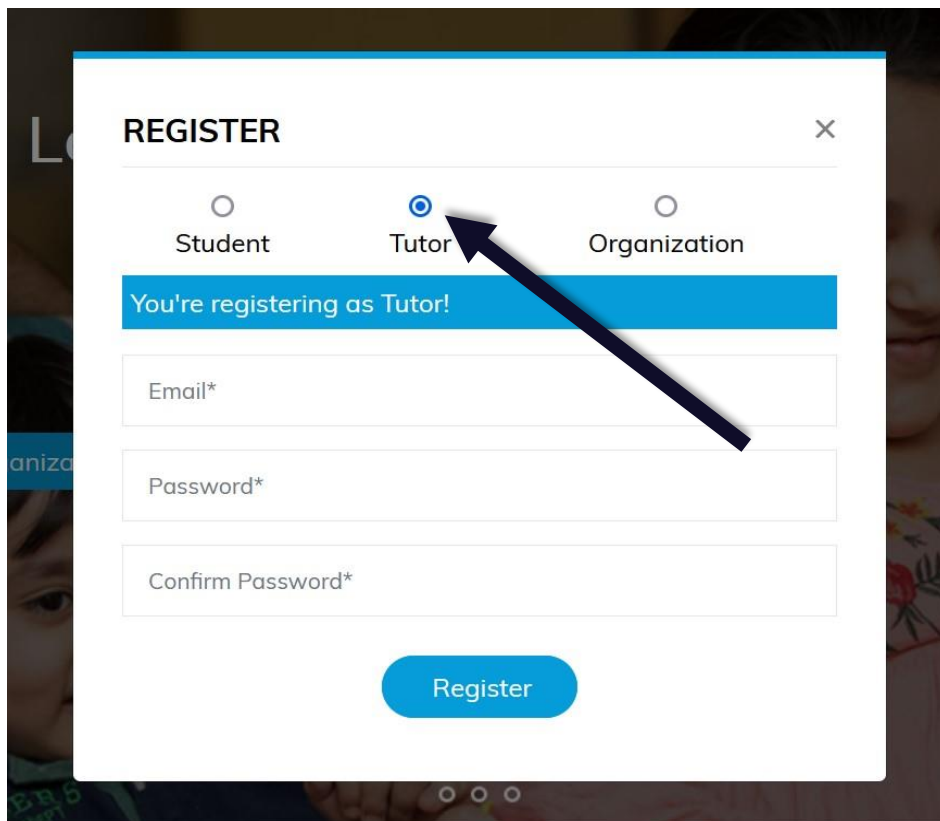 REGISTER
Student Tutor Organization
You're registering as Tutor!
Email*
Password*
Confirm Password*
Register